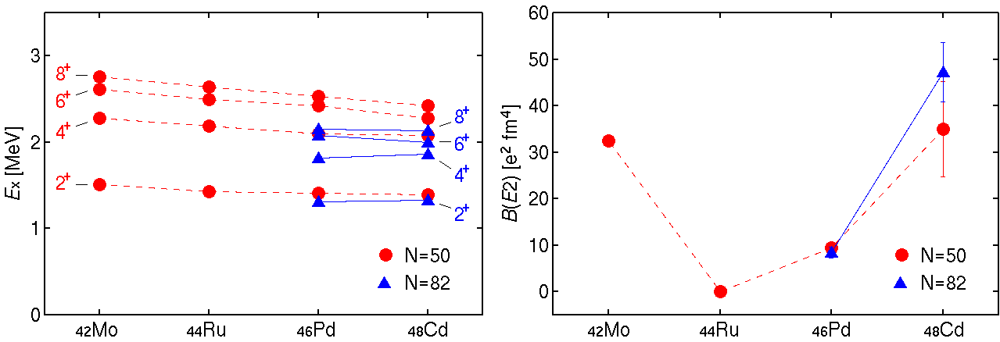 Ex [MeV]
3
2
1
0
8+
6+
4+
2+
8+
6+
4+
2+
N=50
N=82
42Mo
44Ru
46Pd
48Cd
B(E2) [e2 fm4]
60
50
40
30
20
10
0
N=50
N=82
42Mo
44Ru
46Pd
48Cd